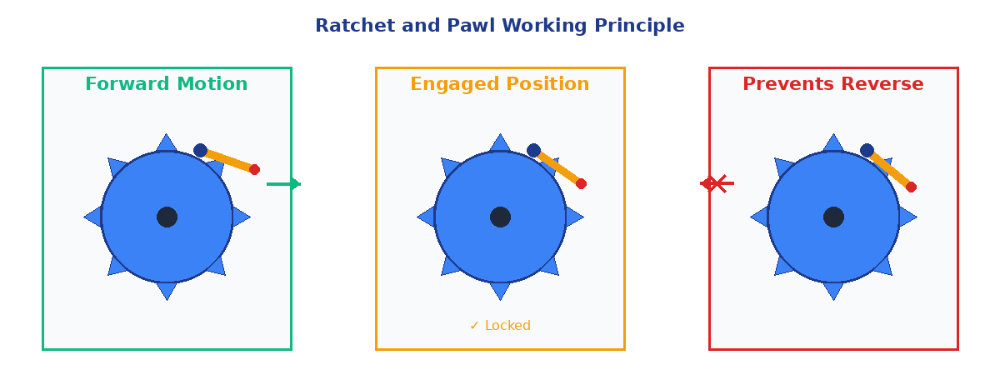 Ratchet and Pawl Working Principle
Forward Motion
Engaged Position
Prevents Reverse
✓ Locked